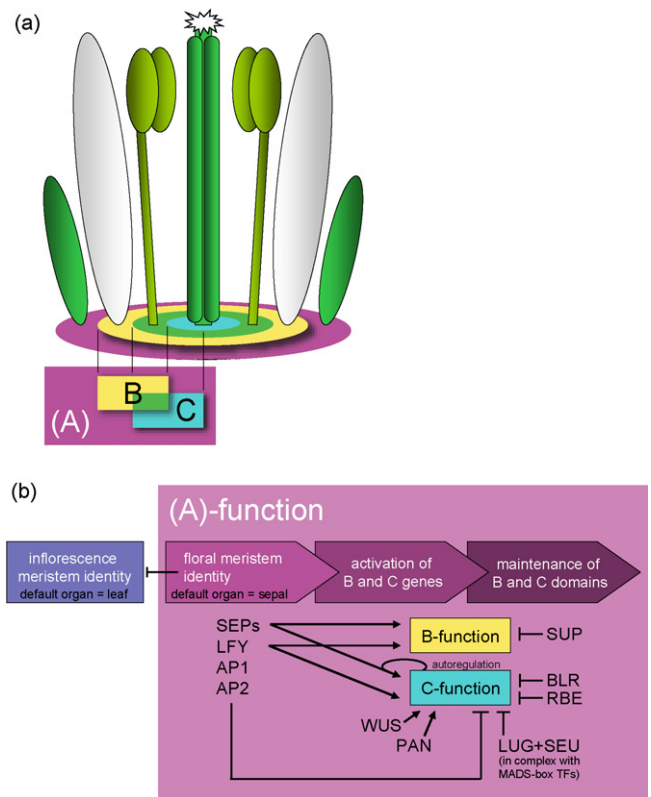 (a)
B
C
(A)
(b)
(A)-function
inflorescence
meristem identity
default organ = leaf
floral meristem
identity
default organ = sepal
activation of
B and C genes
maintenance of
B and C domains
SEPs
LFY
AP1
AP2
B-function
SUP
autoregulation
C-function
BLR
RBE
WUS
PAN
LUG+SEU
(in complex with
MADS-box TFs)